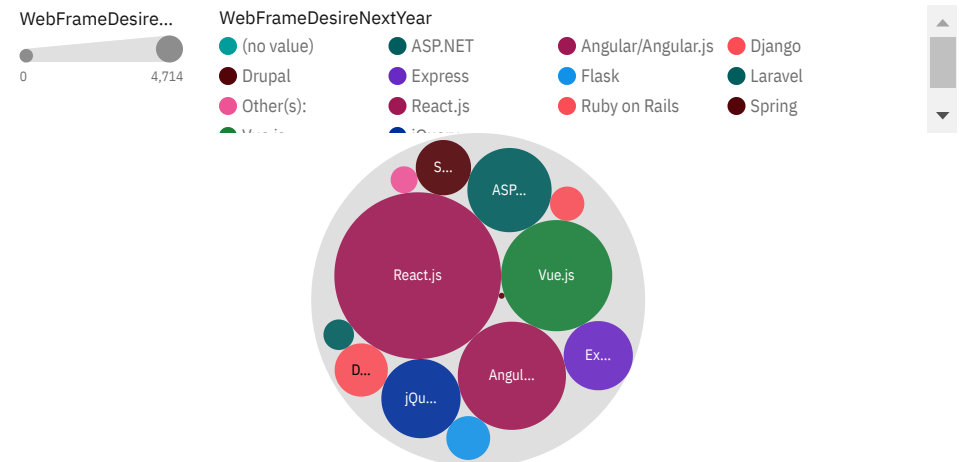 WebFrameDesire...
0 4,714
WebFrameDesireNextYear
(no value) ASP.NET Angular/Angular.js Django
Drupal Express Flask Laravel
Other(s): React.js Ruby on Rails Spring
S...
ASP...
React.js
Vue.js
Ex...
D...
Angul...
jQu...